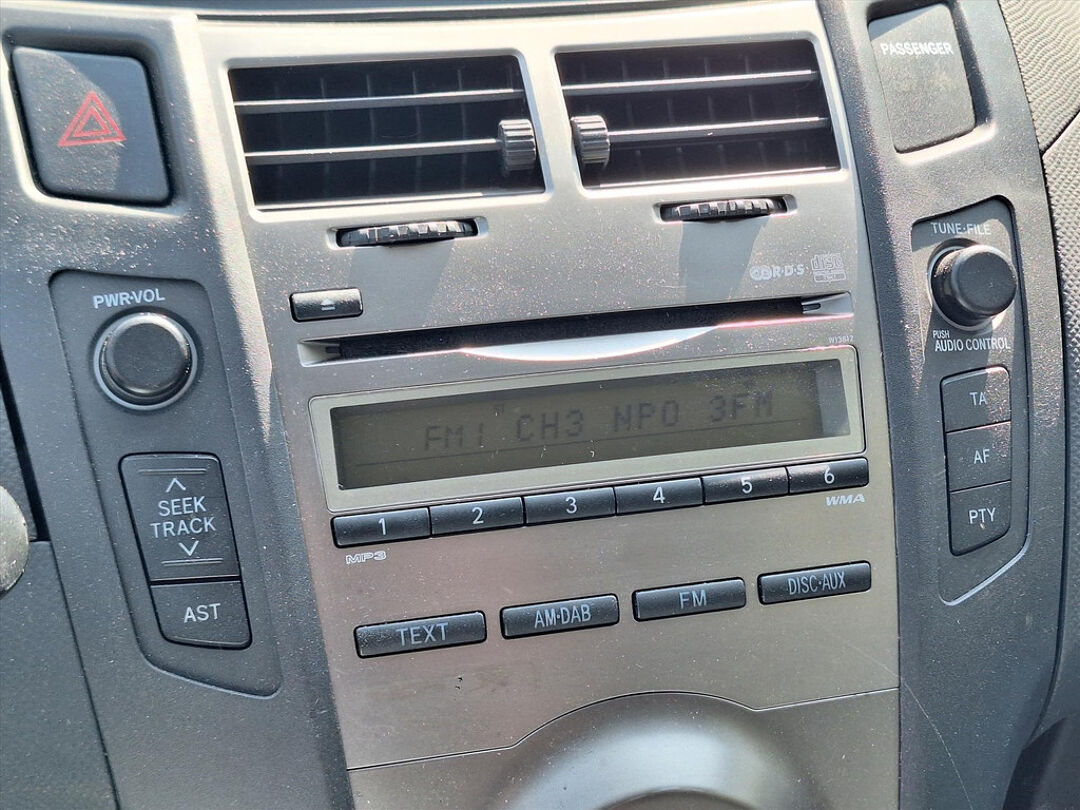 PASSENGER
PWR·VOL
TUNE·FILE
R·D·S
PUSH
AUDIO CONTROL
W13812
FM1 CH3 NPO 3FM
TA
AF
PTY
SEEK
TRACK
AST
1 2 3 4 5 6
MP3
WMA
TEXT AM·DAB FM DISC·AUX